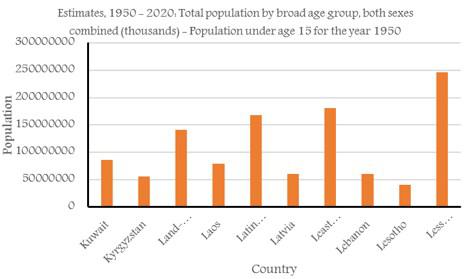 Estimates, 1950 - 2020: Total population by broad age group, both sexes
combined (thousands) - Population under age 15 for the year 1950
300000000
250000000
200000000
150000000
100000000
50000000
0
Population
Kuwait
Kyrgyzstan
Land-...
Laos
Latin...
Latvia
Least...
Lebanon
Lesotho
Less...
Country